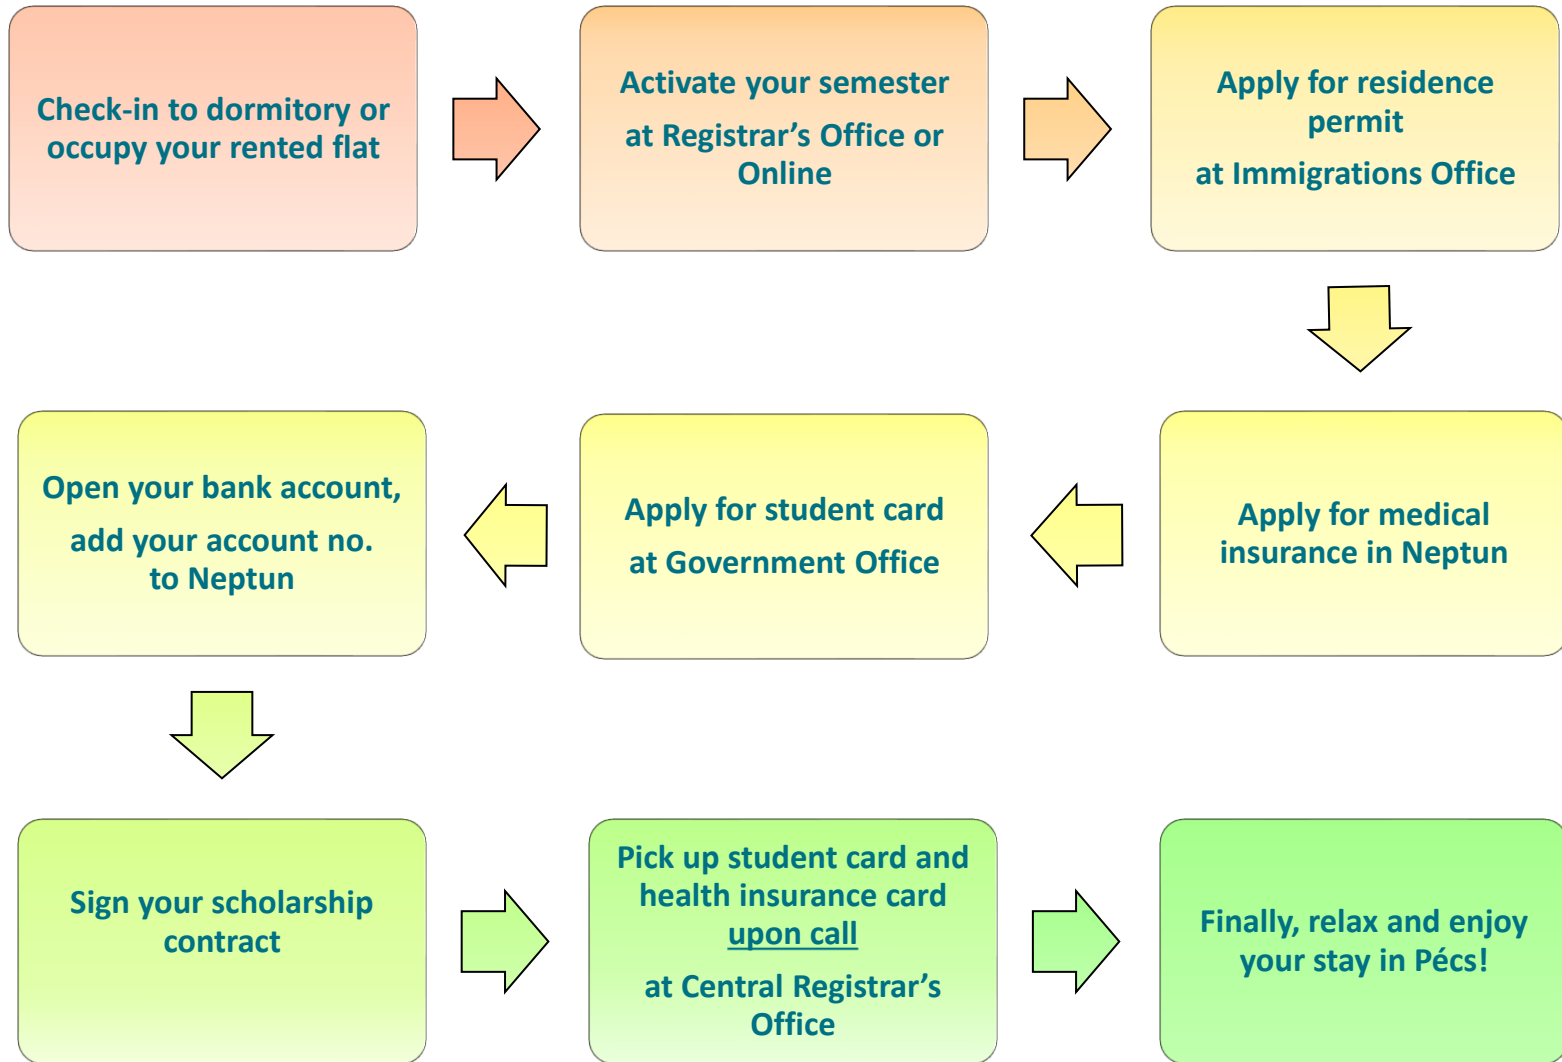 Check-in to dormitory or
occupy your rented flat
Activate your semester
at Registrar's Office or
Online
Apply for residence
permit
at Immigrations Office
Open your bank account,
add your account no.
to Neptun
Apply for student card
at Government Office
Apply for medical
insurance in Neptun
Sign your scholarship
contract
Pick up student card and
health insurance card
upon call
at Central Registrar's
Office
Finally, relax and enjoy
your stay in Pécs!